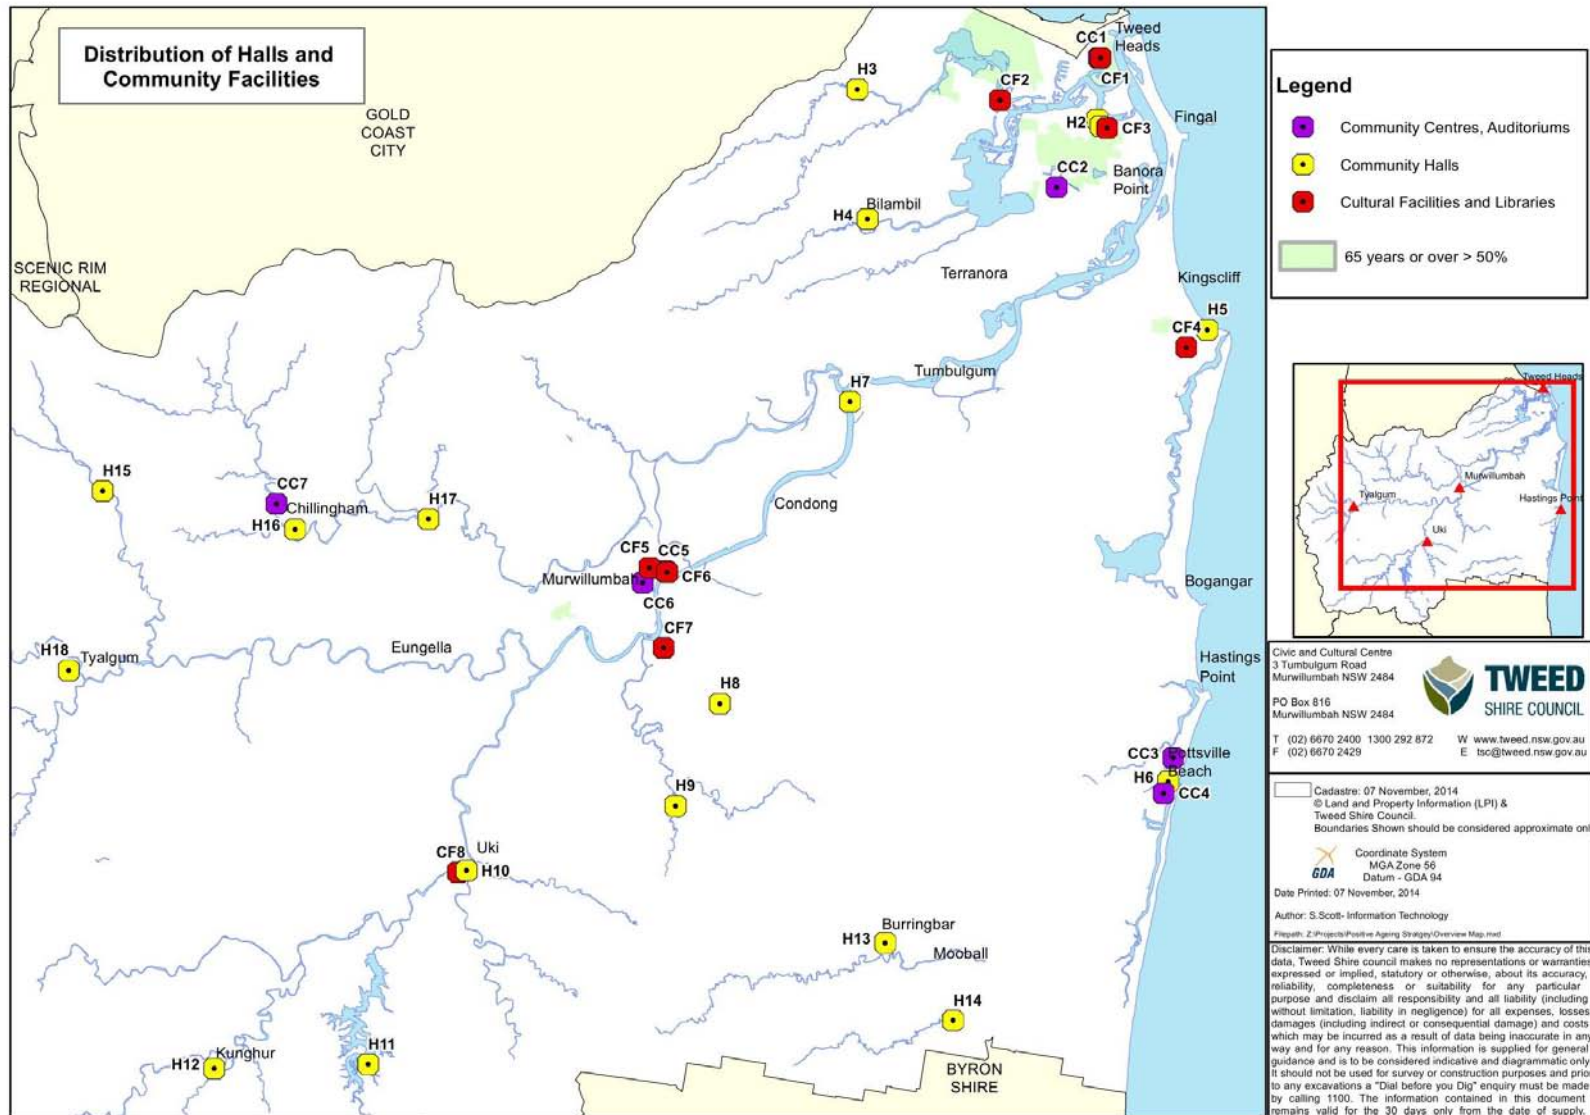 Distribution of Halls and
Community Facilities
GOLD
COAST
CITY
SCENIC RIM
REGIONAL
H3
CC1
Tweed
Heads
CF2
CF1
H2
CF3
Fingal
CC2
Banora
Point
H4
Bilambil
Terranora
Kingscliff
H5
CF4
Tumbulgum
H7
H15
CC7
Chillingham
H16
H17
Condong
CF5
CC5
Murwillumbah
CF6
CC6
CF7
Bogangar
Eungella
H18
Tyalgum
Hastings
Point
H8
CC3
Pottsville
Beach
H6
CC4
H9
CF8
Uki
H10
Burringbar
H13
Mooball
H14
H12
Kunghur
H11
BYRON
SHIRE
Legend
Community Centres, Auditoriums
Community Halls
Cultural Facilities and Libraries
65 years or over > 50%
Tweed Heads
Murwillumbah
Tyalgum
Hastings Point
Uki
Civic and Cultural Centre
3 Tumbulgum Road
Murwillumbah NSW 2484
PO Box 816
Murwillumbah NSW 2484
T (02) 6670 2400 1300 292 872
F (02) 6670 2429
W www.tweed.nsw.gov.au
E tsc@tweed.nsw.gov.au
TWEED
SHIRE COUNCIL
Cadastre: 07 November, 2014
© Land and Property Information (LPI) &
Tweed Shire Council.
Boundaries Shown should be considered approximate onl
GDA
Coordinate System
MGA Zone 56
Datum - GDA 94
Date Printed: 07 November, 2014
Author: S.Scott- Information Technology
Filepath: Z:\Projects\Positive Ageing Stratgey\Overview Map.mxd
Disclaimer: While every care is taken to ensure the accuracy of this
data, Tweed Shire council makes no representations or warranties
expressed or implied, statutory or otherwise, about its accuracy,
reliability, completeness or suitability for any particular
purpose and disclaim all responsibility and all liability (including
without limitation, liability in negligence) for all expenses, losses,
damages (including indirect or consequential damage) and costs
which may be incurred as a result of data being inaccurate in any
way and for any reason. This information is supplied for general
guidance and is to be considered indicative and diagrammatic only.
It should not be used for survey or construction purposes and prior
to any excavations a "Dial before you Dig" enquiry must be made
by calling 1100. The information contained in this document
remains valid for the 30 days only from the date of supply.